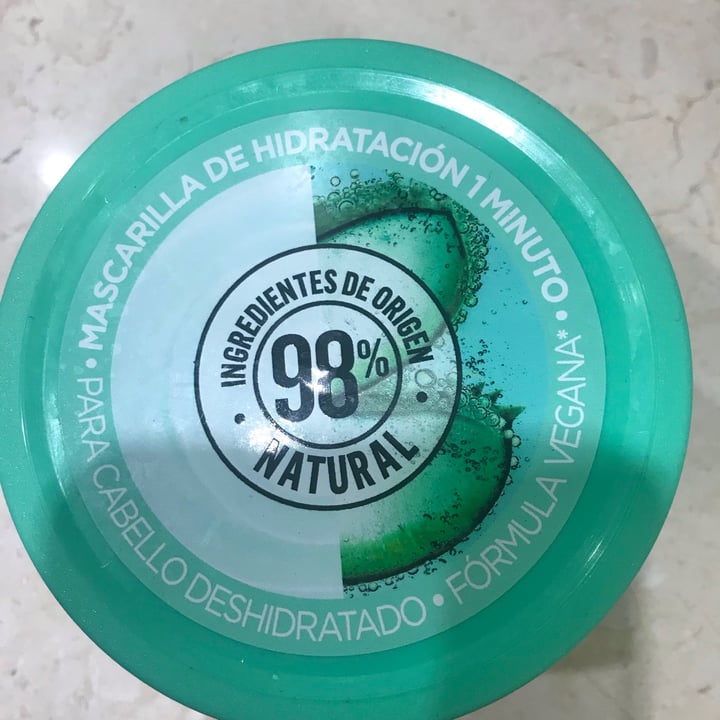 • MASCARILLA DE HIDRATACIÓN 1 MINUTO •
PARA CABELLO DESHIDRATADO • FÓRMULA VEGANA*
INGREDIENTES DE ORIGEN
98%
• NATURAL •